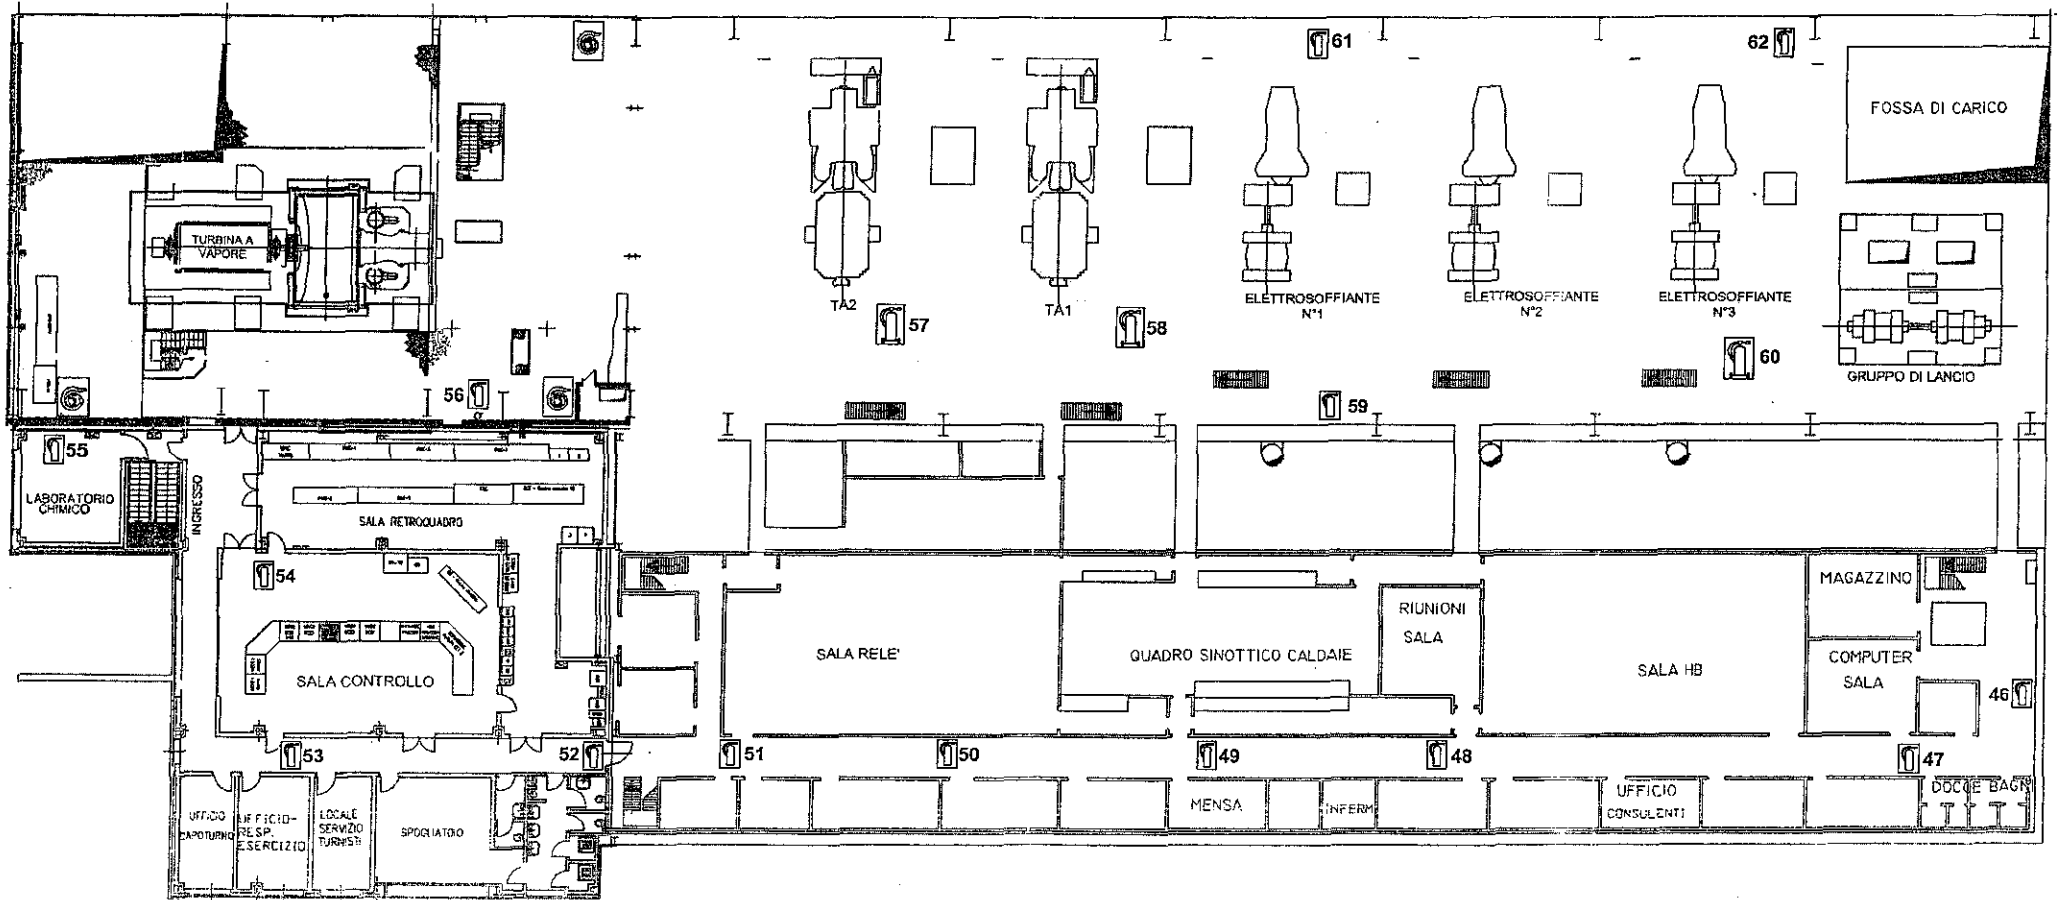 61
62
FOSSA DI CARICO
TURBINA A
VAPORE
TA2
TA1
ELETTROSOFFIANTE
N°1
ELETTROSOFFIANTE
N°2
ELETTROSOFFIANTE
N°3
57
58
60
GRUPPO DI LANCIO
56
59
55
LABORATORIO
CHIMICO
INGRESSO
SALA RETROQUADRO
54
MAGAZZINO
RIUNIONI
SALA
SALA RELE'
QUADRO SINOTTICO CALDAIE
SALA HB
COMPUTER
SALA
SALA CONTROLLO
46
53
52
51
50
49
48
47
UFFICIO
CAPOTURNO
UFFICIO-
RESP.
ESERCIZIO
LOCALE
SERVIZIO
TURNISTI
SPOGLIATOIO
MENSA
INFERM
UFFICIO
CONSULENTI
DOCCE BAGN